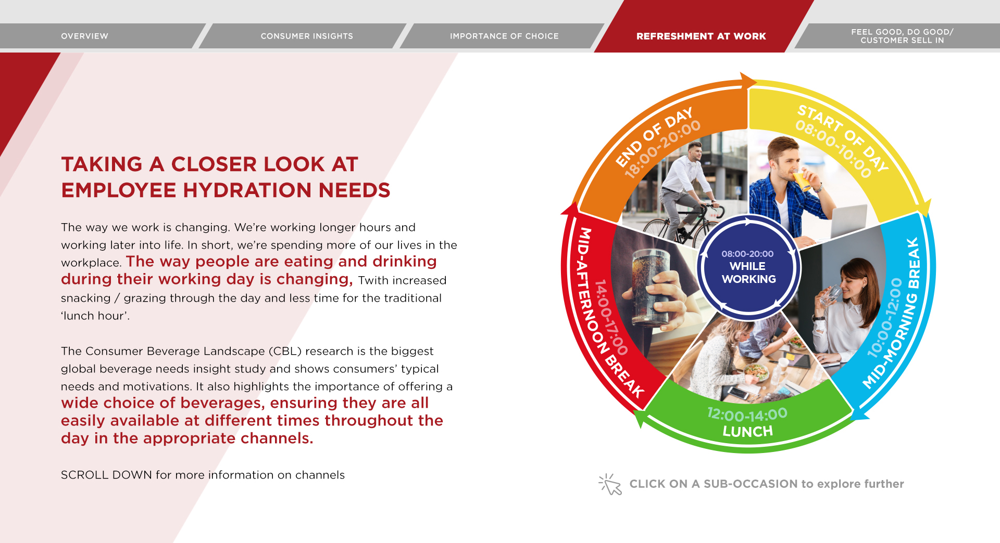 OVERVIEW
CONSUMER INSIGHTS
IMPORTANCE OF CHOICE
REFRESHMENT AT WORK
FEEL GOOD, DO GOOD/
CUSTOMER SELL IN
TAKING A CLOSER LOOK AT
EMPLOYEE HYDRATION NEEDS
The way we work is changing. We’re working longer hours and
working later into life. In short, we’re spending more of our lives in the
workplace. The way people are eating and drinking
during their working day is changing, Twith increased
snacking / grazing through the day and less time for the traditional
‘lunch hour’.
The Consumer Beverage Landscape (CBL) research is the biggest
global beverage needs insight study and shows consumers’ typical
needs and motivations. It also highlights the importance of offering a
wide choice of beverages, ensuring they are all
easily available at different times throughout the
day in the appropriate channels.
SCROLL DOWN for more information on channels
START OF DAY
08:00-10:00
MID-MORNING BREAK
10:00-12:00
12:00-14:00
LUNCH
MID-AFTERNOON BREAK
14:00-17:00
END OF DAY
18:00-20:00
08:00-20:00
WHILE
WORKING
CLICK ON A SUB-OCCASION to explore further